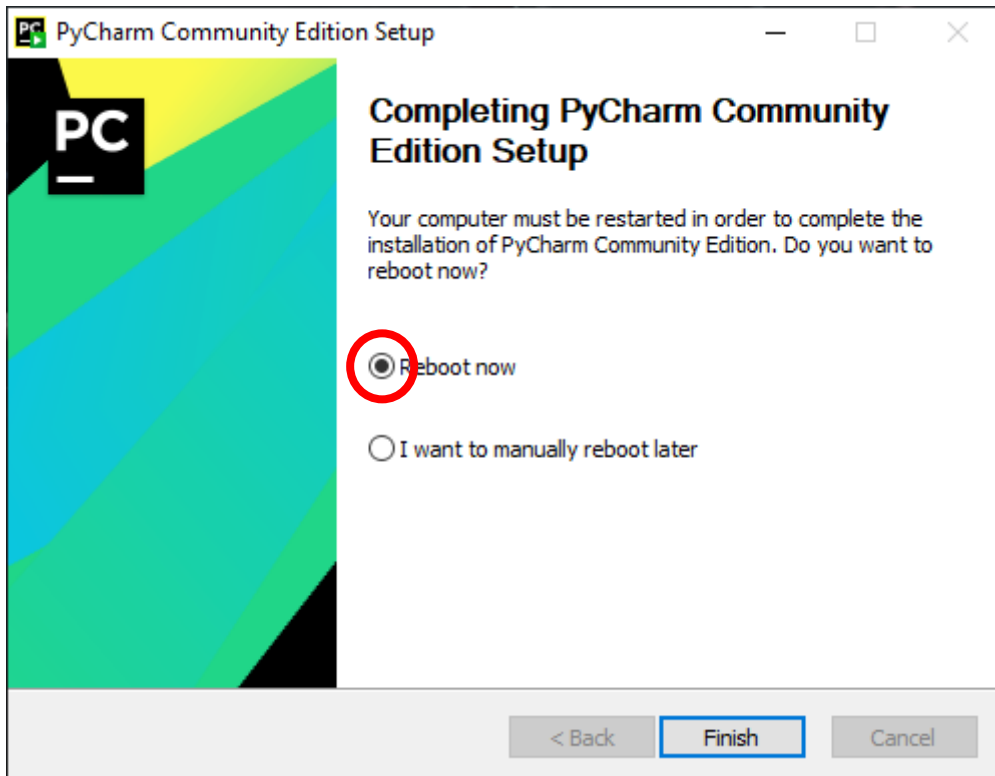 PyCharm Community Edition Setup
PC
Completing PyCharm Community
Edition Setup
Your computer must be restarted in order to complete the
installation of PyCharm Community Edition. Do you want to
reboot now?
Reboot now
I want to manually reboot later
< Back
Finish
Cancel